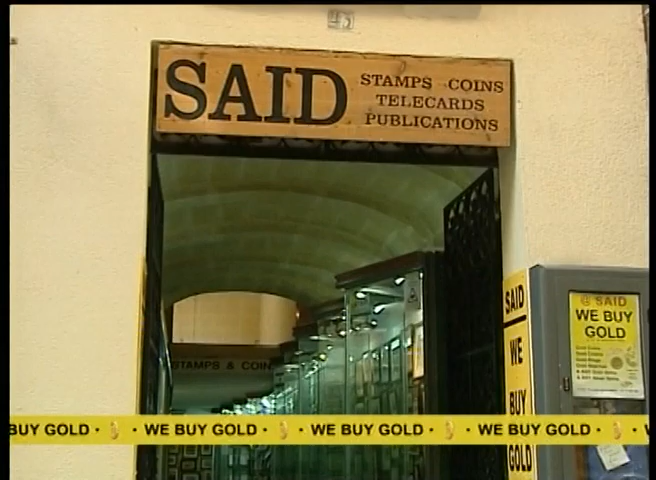 SAID
STAMPS COINS
TELECARDS
PUBLICATIONS
STAMPS & COIN
SAID
WE
BUY
GOLD
@ SAID
WE BUY
GOLD
BUY GOLD • • WE BUY GOLD • • WE BUY GOLD • • WE BUY GOLD • • W